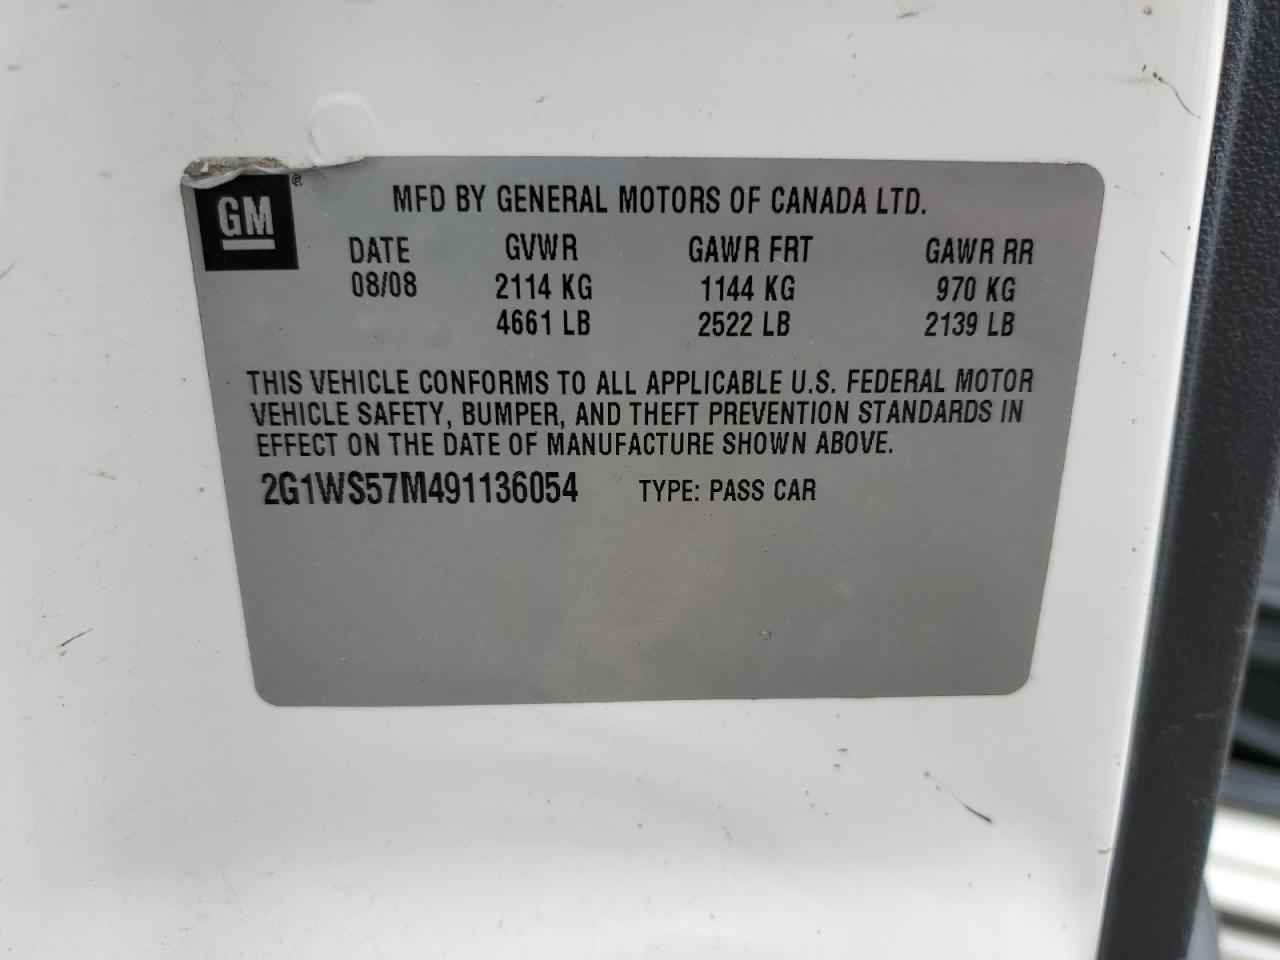 GM ®
MFD BY GENERAL MOTORS OF CANADA LTD.
DATE GVWR GAWR FRT GAWR RR
08/08 2114 KG 1144 KG 970 KG
4661 LB 2522 LB 2139 LB
THIS VEHICLE CONFORMS TO ALL APPLICABLE U.S. FEDERAL MOTOR
VEHICLE SAFETY, BUMPER, AND THEFT PREVENTION STANDARDS IN
EFFECT ON THE DATE OF MANUFACTURE SHOWN ABOVE.
2G1WS57M491136054 TYPE: PASS CAR